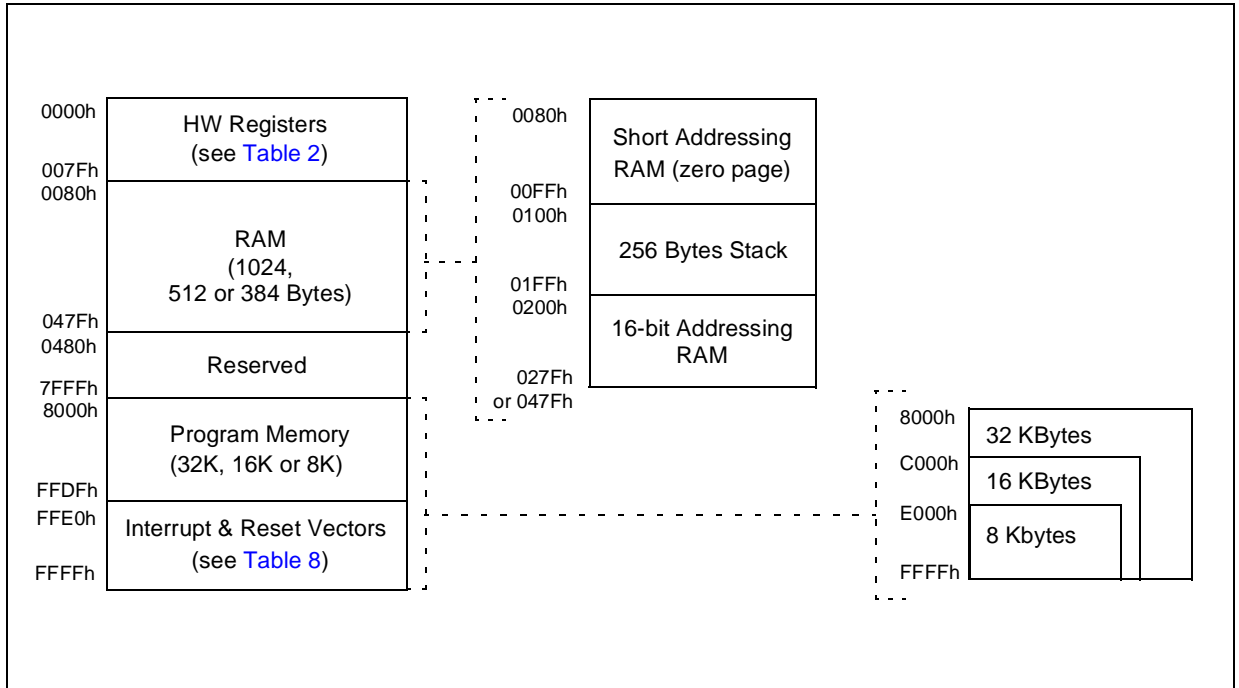 0000h
HW Registers
(see Table 2)
007Fh
0080h
RAM
(1024,
512 or 384 Bytes)
047Fh
0480h
Reserved
7FFFh
8000h
Program Memory
(32K, 16K or 8K)
FFDFh
FFE0h
Interrupt & Reset Vectors
(see Table 8)
FFFFh
0080h
Short Addressing
RAM (zero page)
00FFh
0100h
256 Bytes Stack
01FFh
0200h
16-bit Addressing
RAM
027Fh
or 047Fh
8000h
32 KBytes
C000h
16 KBytes
E000h
8 Kbytes
FFFFh